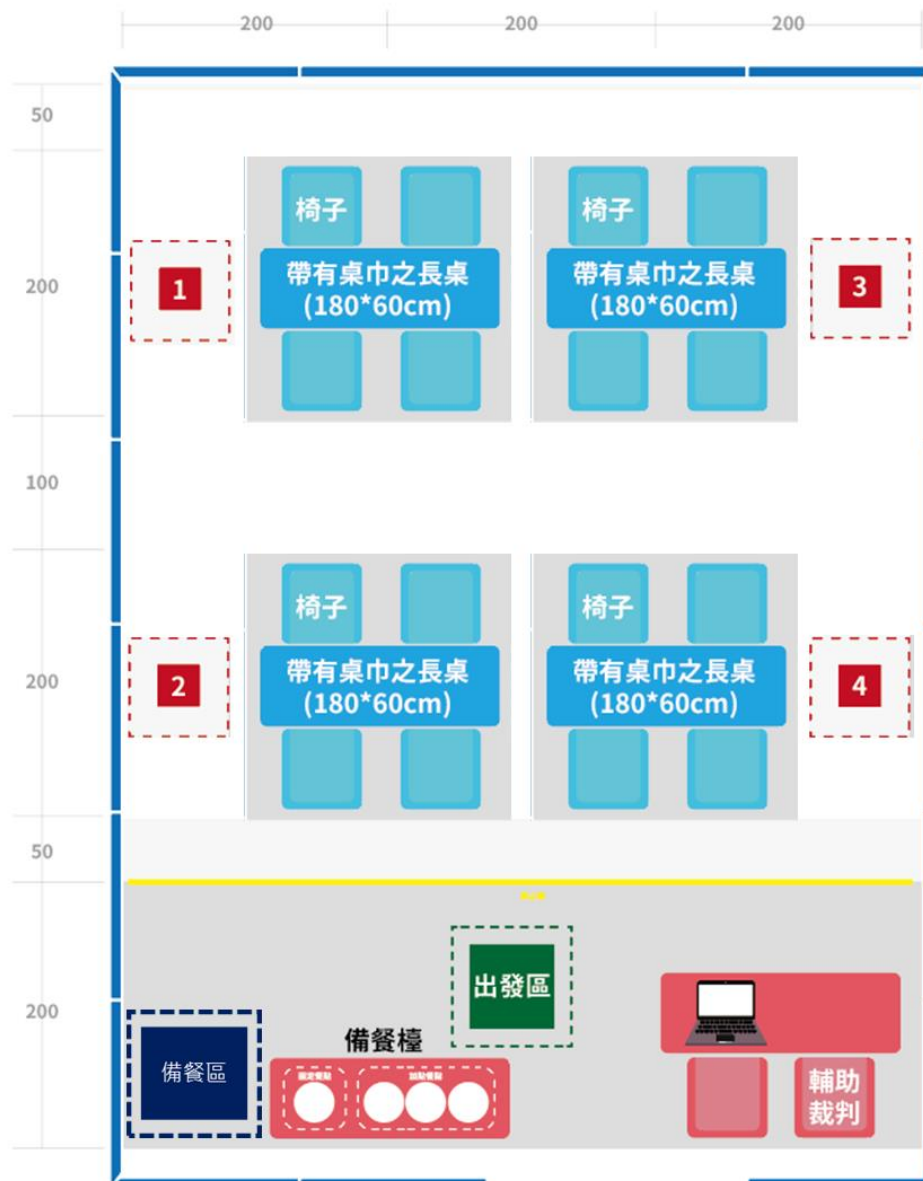 200
200
200
50
200
100
200
50
200
椅子
椅子
帶有桌巾之長桌
(180*60cm)
帶有桌巾之長桌
(180*60cm)
1
3
椅子
椅子
帶有桌巾之長桌
(180*60cm)
帶有桌巾之長桌
(180*60cm)
2
4
出發區
備餐檯
備餐區
輔助
裁判